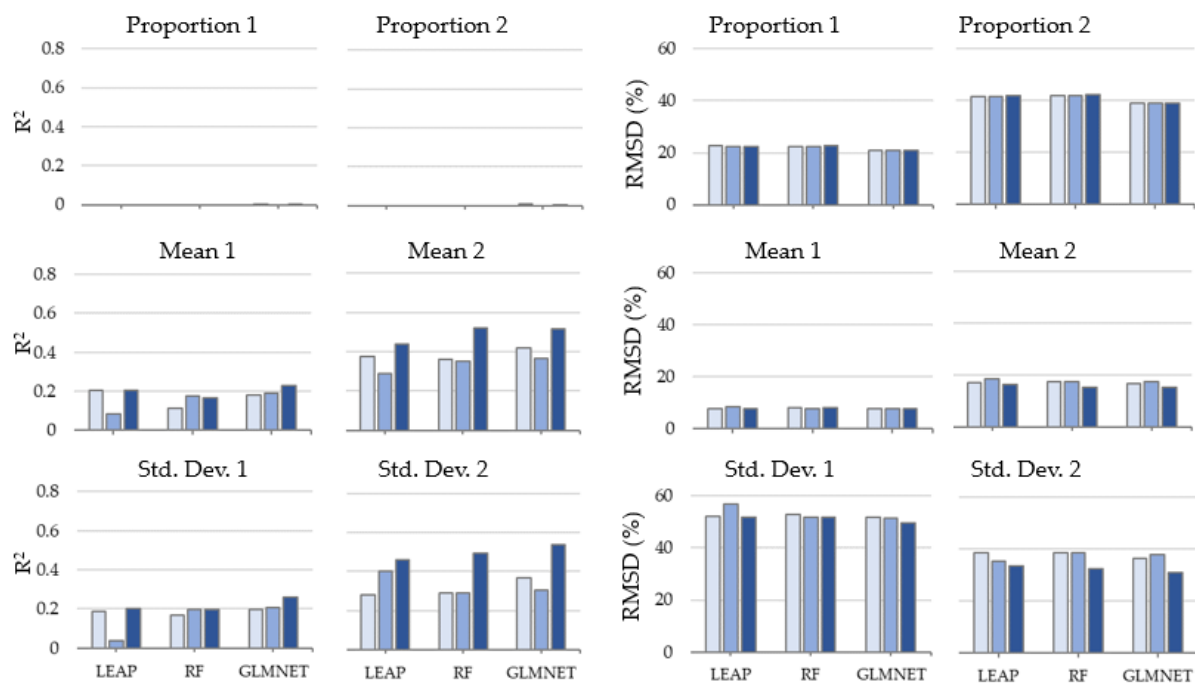 Proportion 1 Proportion 2 Proportion 1 Proportion 2
0.8 60
0.6
R² 0.4 RMSD (%) 40
0.2 20
0 0
Mean 1 Mean 2 Mean 1 Mean 2
0.8 60
0.6
R² 0.4 RMSD (%) 40
0.2 20
0 0
Std. Dev. 1 Std. Dev. 2 Std. Dev. 1 Std. Dev. 2
0.8 60
0.6
R² 0.4 RMSD (%) 40
0.2 20
0 0
LEAP RF GLMNET LEAP RF GLMNET LEAP RF GLMNET LEAP RF GLMNET